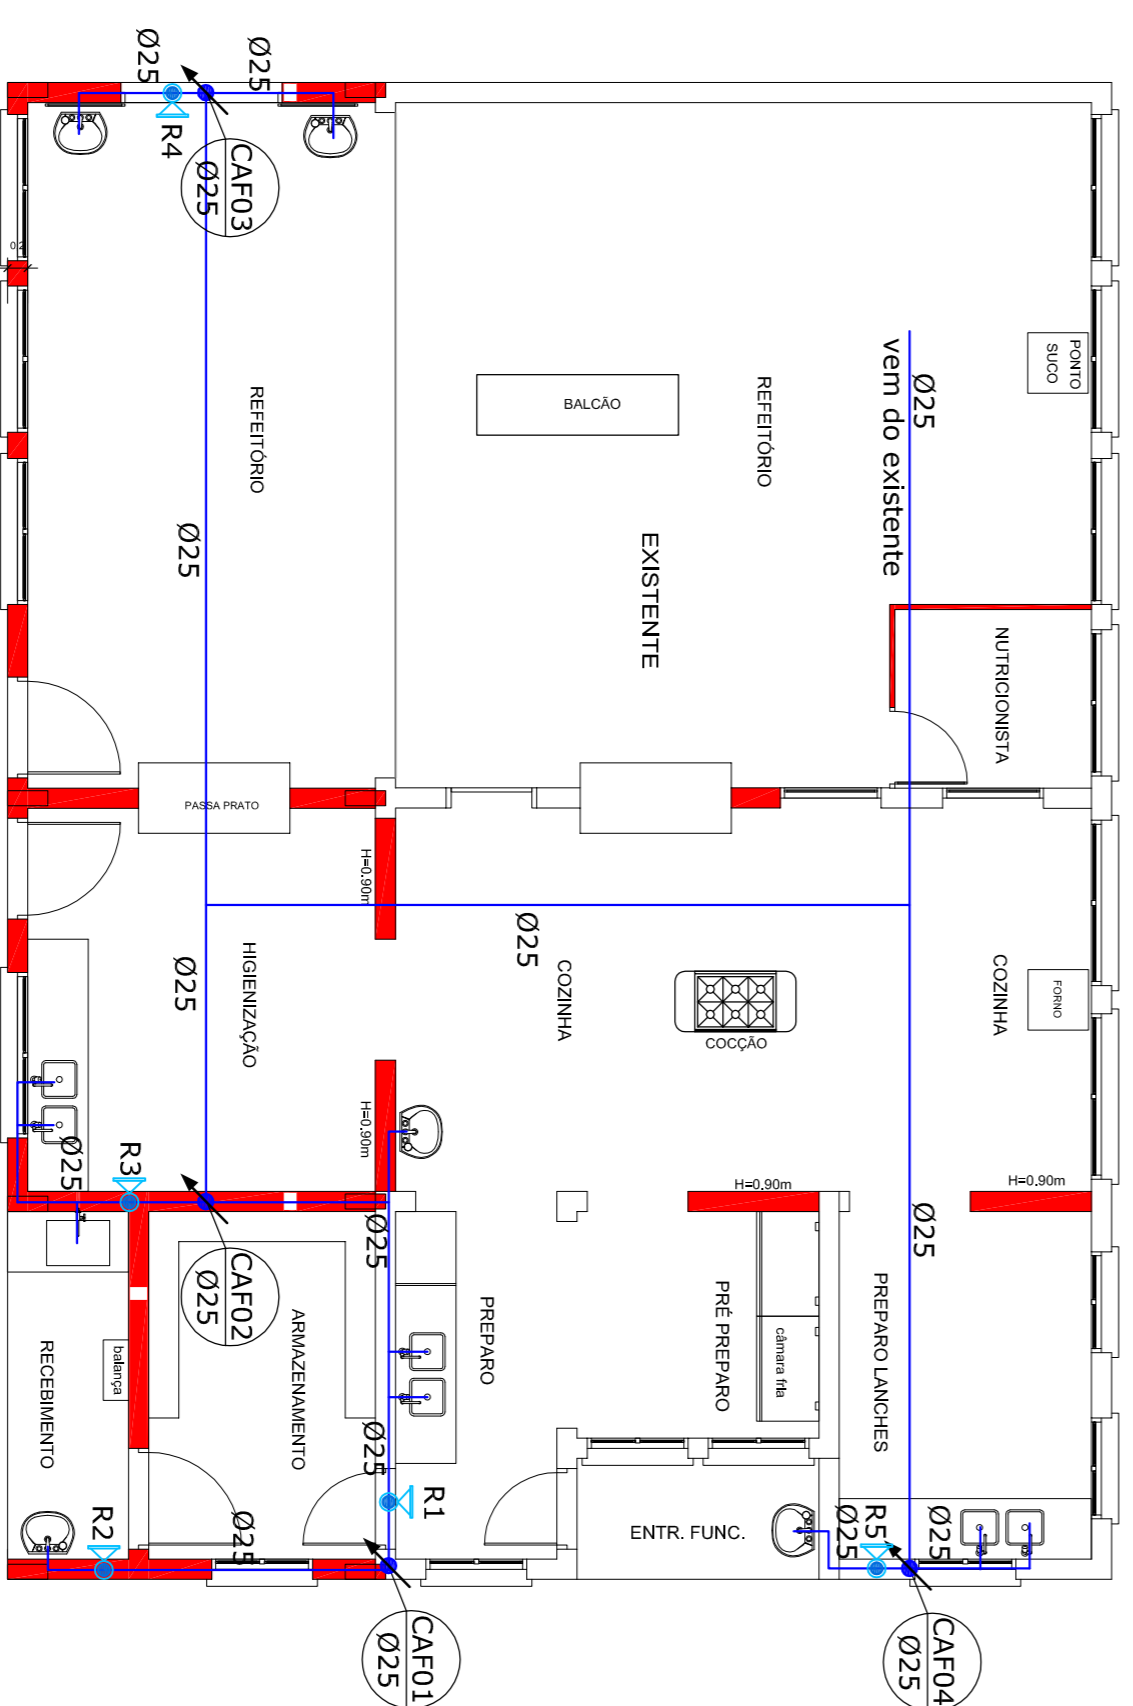 Ø25
Ø25
R4
CAF03
Ø25
0.2
PONTO
SUCO
Ø25
vem do existente
BALCÃO
REFEITÓRIO
REFEITÓRIO
EXISTENTE
Ø25
NUTRICIONISTA
PASSA PRATO
H=0.90m
Ø25
COZINHA
COZINHA
FORNO
COCÇÃO
HIGIENIZAÇÃO
Ø25
H=0.90m
H=0.90m
H=0.90m
R3
Ø25
Ø25
Ø25
CAF02
Ø25
PREPARO
PRÉ PREPARO
câmara fria
PREPARO LANCHES
ARMAZENAMENTO
RECEBIMENTO
balança
Ø25
R1
R2
Ø25
ENTR. FUNC.
R5
Ø25
Ø25
CAF01
Ø25
CAF04
Ø25